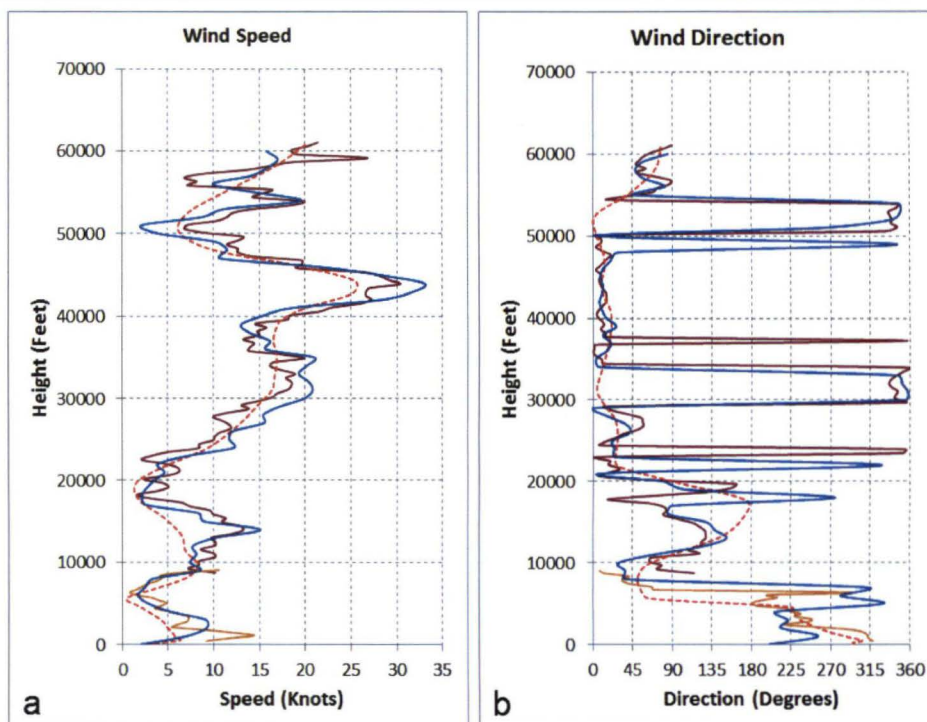 Wind Speed
70000
60000
50000
40000
30000
20000
10000
0
Height (Feet)
0 5 10 15 20 25 30 35
Speed (Knots)
a
Wind Direction
70000
60000
50000
40000
30000
20000
10000
0
Height (Feet)
0 45 90 135 180 225 270 315 360
Direction (Degrees)
b